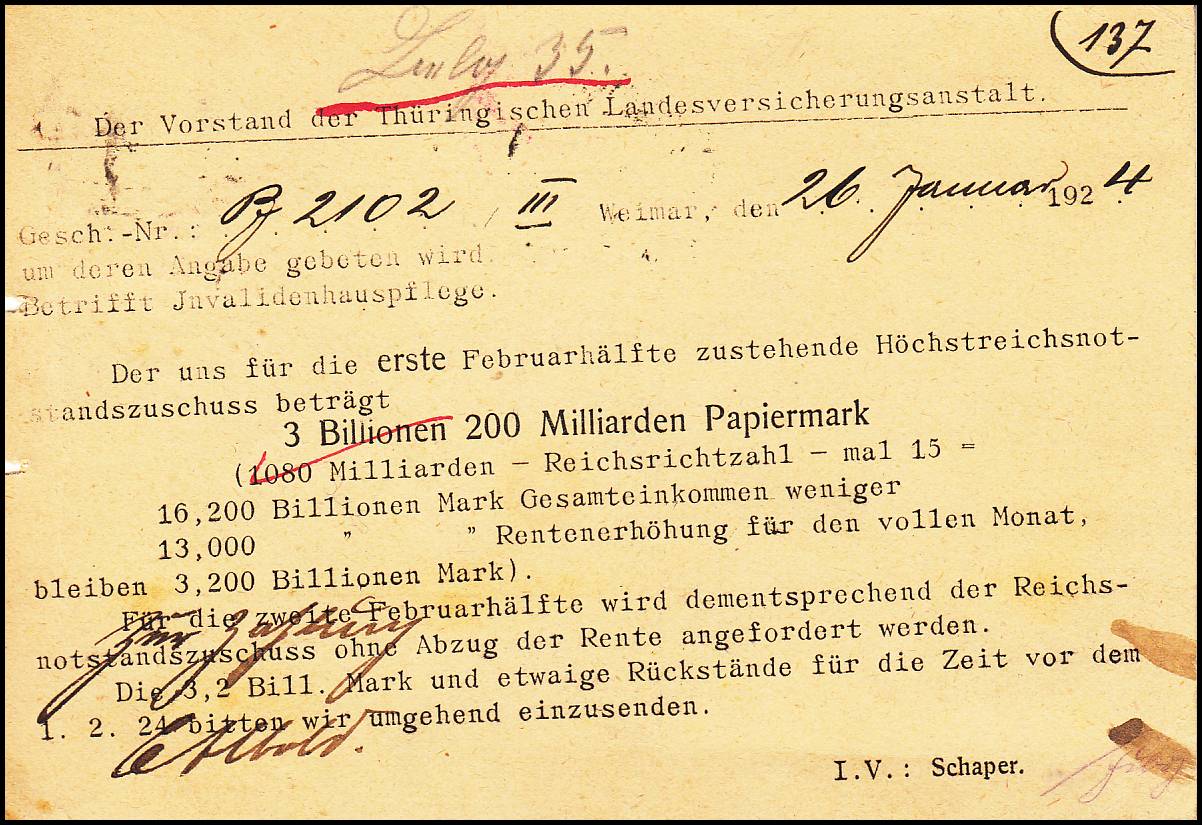 35.
137
Der Vorstand der Thüringischen Landesversicherungsanstalt.
Gesch.-Nr.: B 2102, III Weimar, den 26. Januar 1924
um deren Angabe gebeten wird.
Betrifft Jnvalidenhauspflege.
Der uns für die erste Februarhälfte zustehende Höchstreichsnot-
standszuschuss beträgt
3 Billionen 200 Milliarden Papiermark
(1080 Milliarden - Reichsrichtzahl - mal 15 =
16,200 Billionen Mark Gesamteinkommen weniger
13,000 " " Rentenerhöhung für den vollen Monat,
bleiben 3,200 Billionen Mark).
Für die zweite Februarhälfte wird dementsprechend der Reichs-
notstandszuschuss ohne Abzug der Rente angefordert werden.
Die 3,2 Bill. Mark und etwaige Rückstände für die Zeit vor dem
1. 2. 24 bitten wir umgehend einzusenden.
Zur Zahlung
I.V.: Schaper.